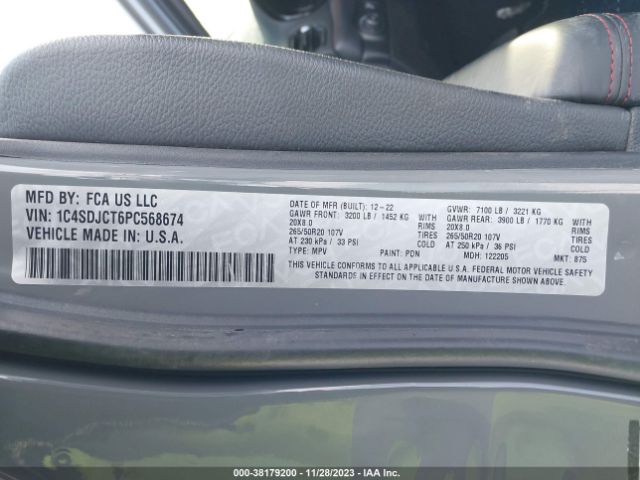 MFD BY: FCA US LLC
VIN: 1C4SDJCT6PC568674
VEHICLE MADE IN: U.S.A.
DATE OF MFR (BUILT): 12-22 GVWR: 7100 LB / 3221 KG
GAWR FRONT: 3200 LB / 1452 KG WITH GAWR REAR: 3900 LB / 1770 KG WITH
20X8.0 RIMS 20X8.0 RIMS
265/50R20 107V TIRES 265/50R20 107V TIRES
AT 230 kPa / 33 PSI COLD AT 250 kPa / 36 PSI COLD
TYPE: MPV PAINT: PDN MDH: 122205 MKT: 875
THIS VEHICLE CONFORMS TO ALL APPLICABLE U.S.A. FEDERAL MOTOR VEHICLE SAFETY
STANDARDS IN EFFECT ON THE DATE OF MANUFACTURE SHOWN ABOVE.
000-38179200 - 11/28/2023 - IAA Inc.